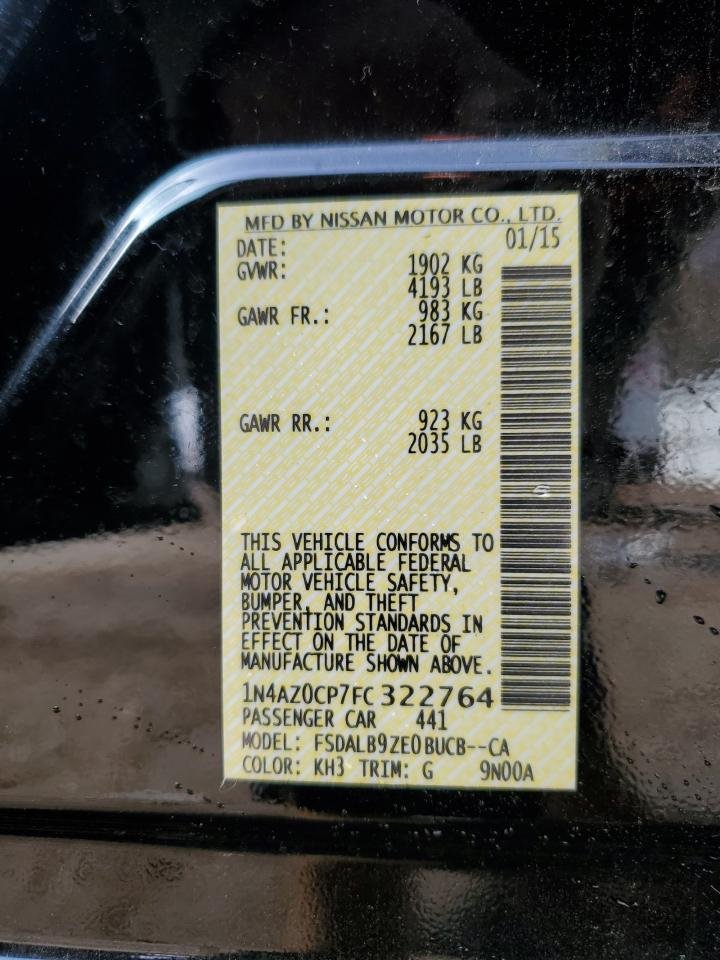 MFD BY NISSAN MOTOR CO., LTD.
DATE: 01/15
GVWR: 1902 KG
4193 LB
GAWR FR.: 983 KG
2167 LB
GAWR RR.: 923 KG
2035 LB
THIS VEHICLE CONFORMS TO
ALL APPLICABLE FEDERAL
MOTOR VEHICLE SAFETY,
BUMPER, AND THEFT
PREVENTION STANDARDS IN
EFFECT ON THE DATE OF
MANUFACTURE SHOWN ABOVE.
1N4AZ0CP7FC322764
PASSENGER CAR 441
MODEL: FSDALB9ZE0BUCB--CA
COLOR: KH3 TRIM: G 9N00A